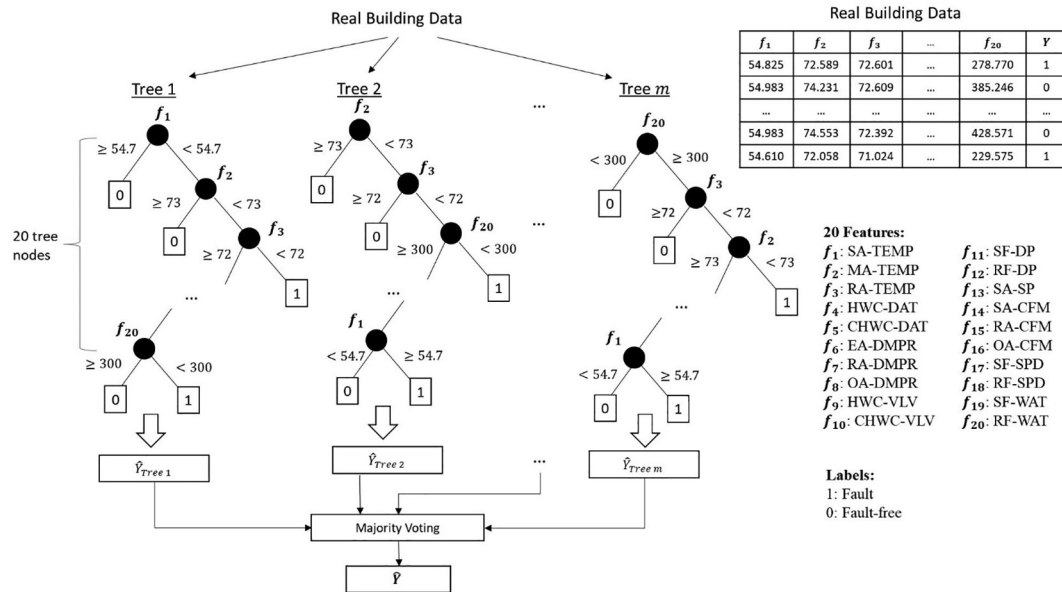 Real Building Data
Tree 1
f₁
≥ 54.7
< 54.7
0
f₂
≥ 73
< 73
0
f₃
≥ 72
< 72
1
...
f₂₀
≥ 300
< 300
0
1
20 tree
nodes
Ŷ_Tree 1
Tree 2
f₂
≥ 73
< 73
0
f₃
≥ 72
< 72
0
f₂₀
≥ 300
< 300
1
...
f₁
< 54.7
≥ 54.7
0
1
Ŷ_Tree 2
...
...
...
Tree m
f₂₀
< 300
≥ 300
0
f₃
≥72
< 72
0
f₂
≥ 73
< 73
1
...
f₁
< 54.7
≥ 54.7
0
1
Ŷ_Tree m
Majority Voting
Ŷ
Real Building Data
f₁ f₂ f₃ ... f₂₀ Y
54.825 72.589 72.601 ... 278.770 1
54.983 74.231 72.609 ... 385.246 0
... ... ... ... ...
54.983 74.553 72.392 ... 428.571 0
54.610 72.058 71.024 ... 229.575 1
20 Features:
f₁: SA-TEMP
f₂: MA-TEMP
f₃: RA-TEMP
f₄: HWC-DAT
f₅: CHWC-DAT
f₆: EA-DMPR
f₇: RA-DMPR
f₈: OA-DMPR
f₉: HWC-VLV
f₁₀: CHWC-VLV
f₁₁: SF-DP
f₁₂: RF-DP
f₁₃: SA-SP
f₁₄: SA-CFM
f₁₅: RA-CFM
f₁₆: OA-CFM
f₁₇: SF-SPD
f₁₈: RF-SPD
f₁₉: SF-WAT
f₂₀: RF-WAT
Labels:
1: Fault
0: Fault-free